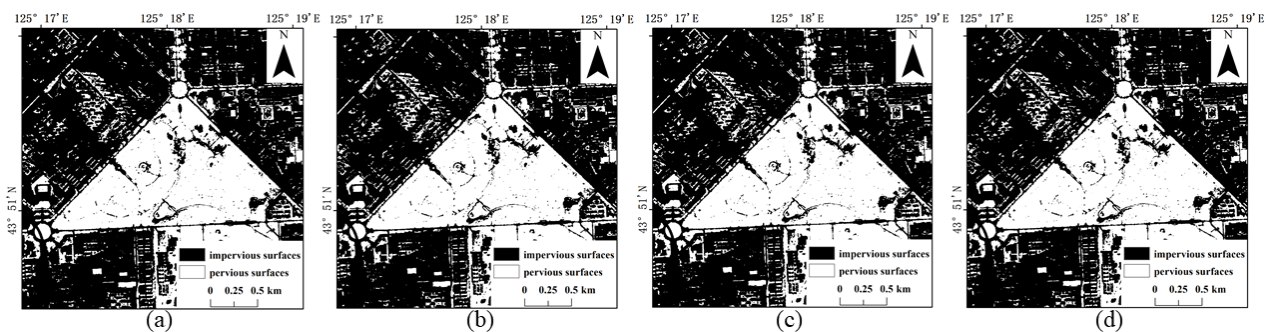 125° 17′ E 125° 18′ E 125° 19′ E
N
43° 51′ N
impervious surfaces
pervious surfaces
0 0.25 0.5 km
(a)
125° 17′ E 125° 18′ E 125° 19′ E
N
43° 51′ N
impervious surfaces
pervious surfaces
0 0.25 0.5 km
(b)
125° 17′ E 125° 18′ E 125° 19′ E
N
43° 51′ N
impervious surfaces
pervious surfaces
0 0.25 0.5 km
(c)
125° 17′ E 125° 18′ E 125° 19′ E
N
43° 51′ N
impervious surfaces
pervious surfaces
0 0.25 0.5 km
(d)